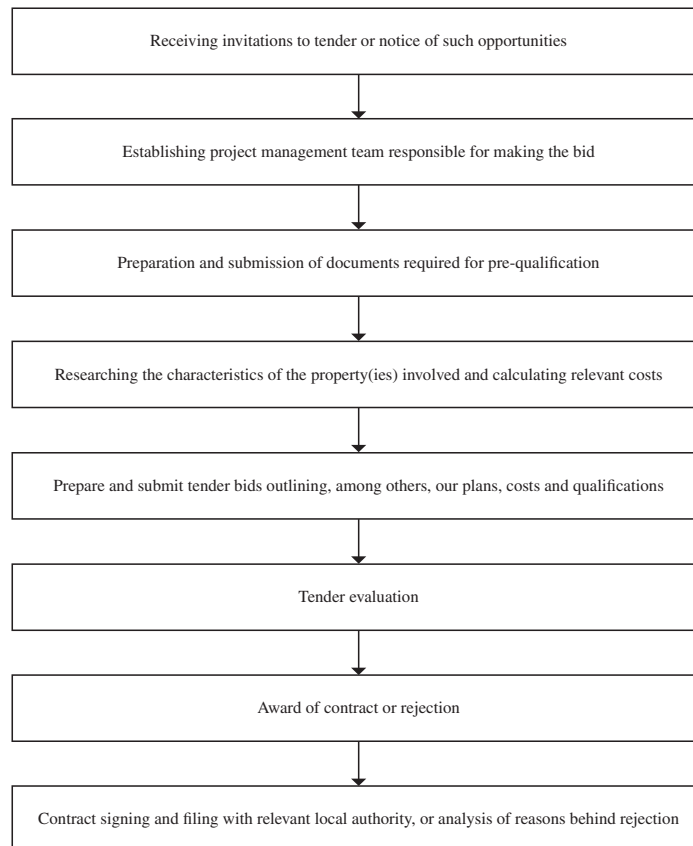 Receiving invitations to tender or notice of such opportunities
Establishing project management team responsible for making the bid
Preparation and submission of documents required for pre-qualification
Researching the characteristics of the property(ies) involved and calculating relevant costs
Prepare and submit tender bids outlining, among others, our plans, costs and qualifications
Tender evaluation
Award of contract or rejection
Contract signing and filing with relevant local authority, or analysis of reasons behind rejection